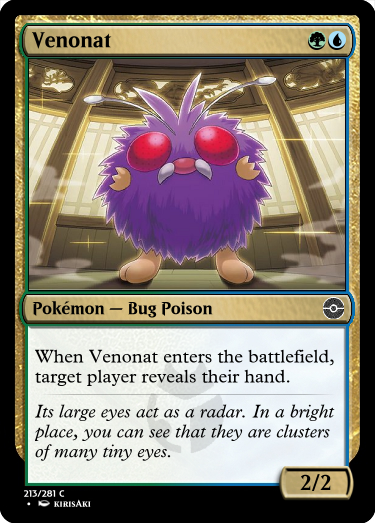 Venonat
Pokémon — Bug Poison
When Venonat enters the battlefield,
target player reveals their hand.
Its large eyes act as a radar. In a bright
place, you can see that they are clusters
of many tiny eyes.
2/2
213/281 C
• KIRISAKI